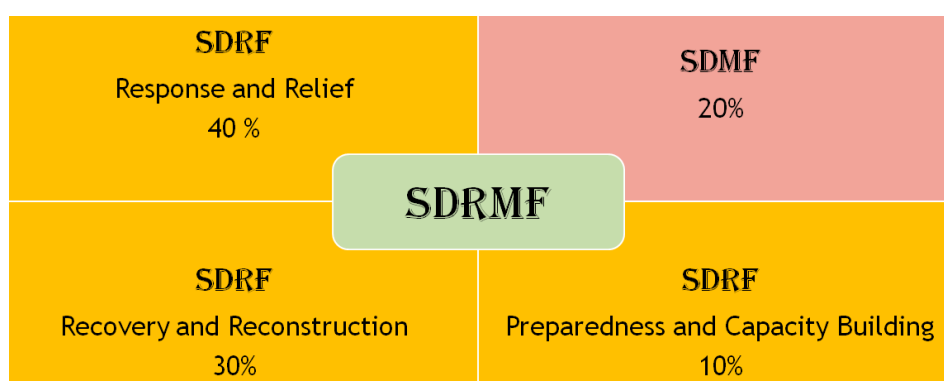 SDRF
Response and Relief
40 %
SDMF
20%
SDRMF
SDRF
Recovery and Reconstruction
30%
SDRF
Preparedness and Capacity Building
10%